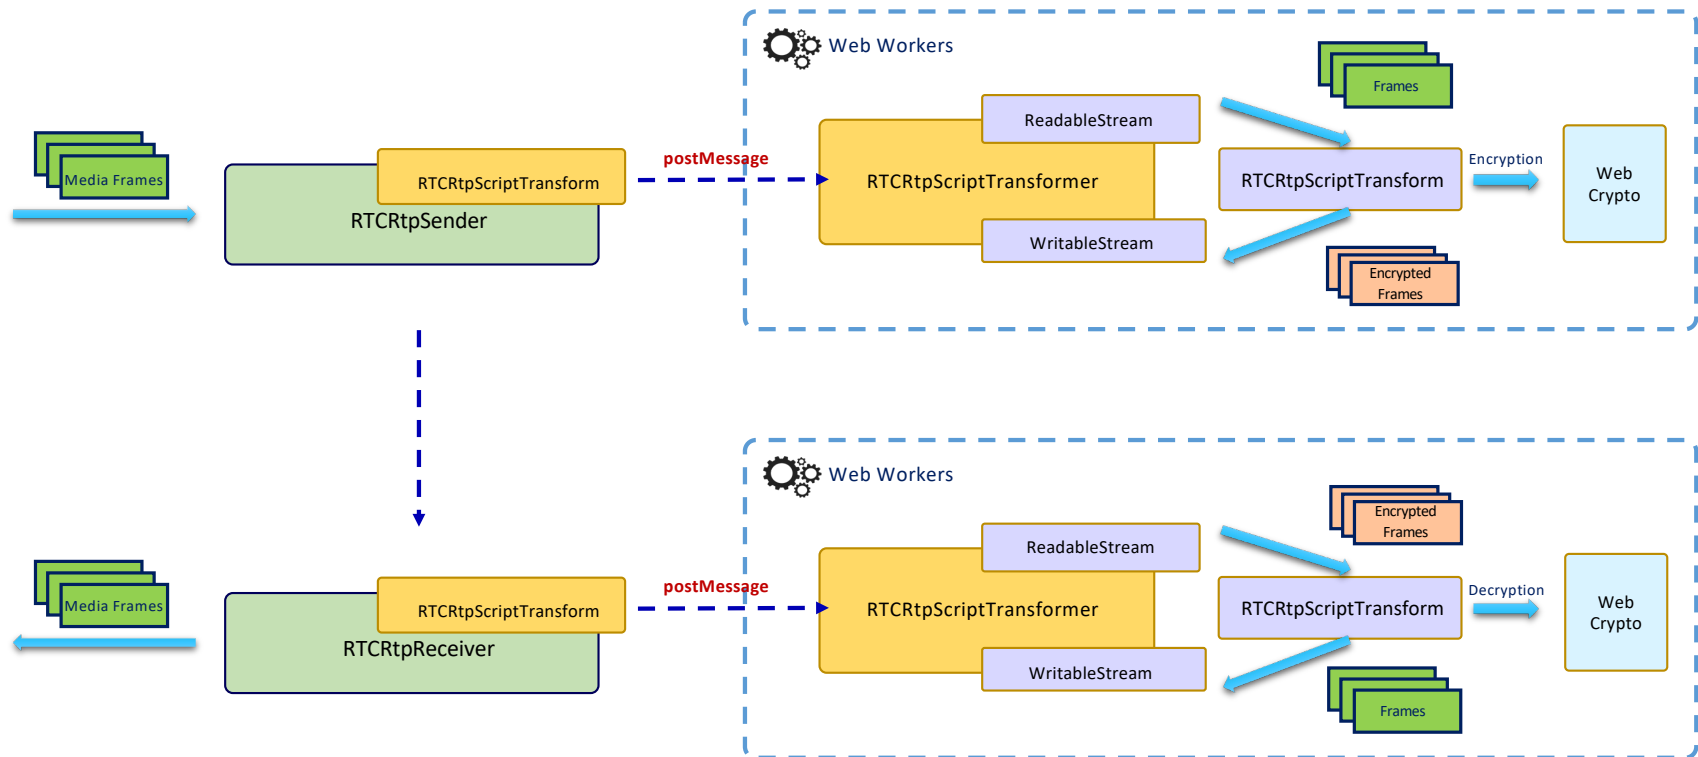 Web Workers
Frames
ReadableStream
Media Frames
RTCRtpScriptTransform
postMessage
RTCRtpScriptTransformer
RTCRtpScriptTransform
Encryption
Web
Crypto
RTCRtpSender
WritableStream
Encrypted
Frames
Web Workers
Encrypted
Frames
ReadableStream
Media Frames
RTCRtpScriptTransform
postMessage
RTCRtpScriptTransformer
RTCRtpScriptTransform
Decryption
Web
Crypto
RTCRtpReceiver
WritableStream
Frames